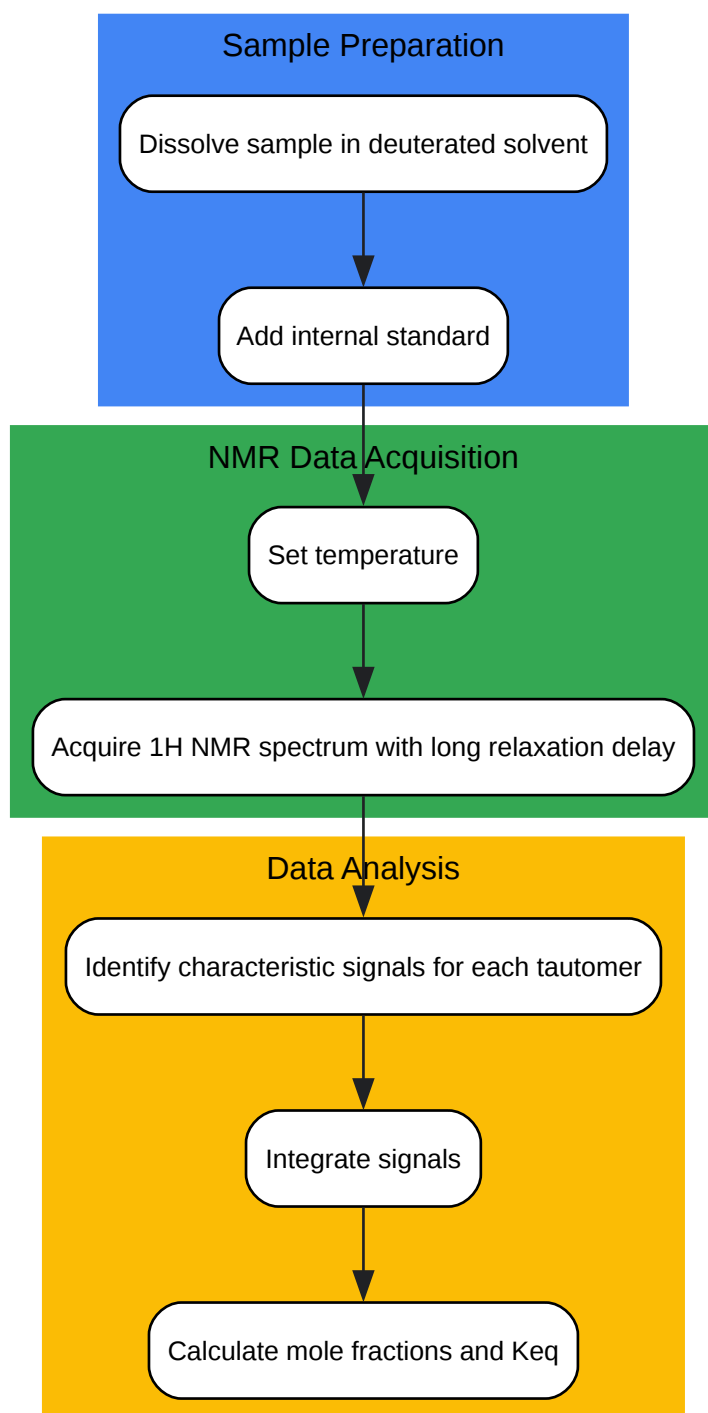 Sample Preparation
Dissolve sample in deuterated solvent
Add internal standard
NMR Data Acquisition
Set temperature
Acquire 1H NMR spectrum with long relaxation delay
Data Analysis
Identify characteristic signals for each tautomer
Integrate signals
Calculate mole fractions and Keq